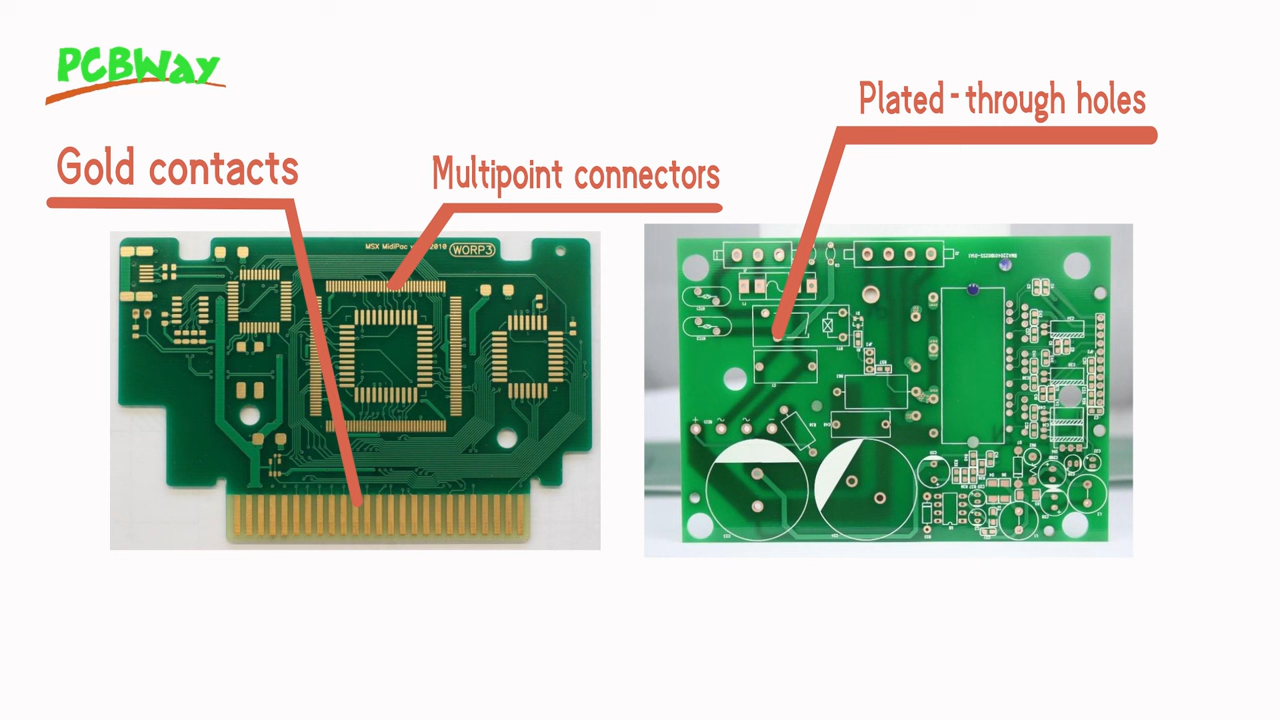 PCBWay
Plated-through holes
Gold contacts
Multipoint connectors
MSX MidiPac
2010
WORP3